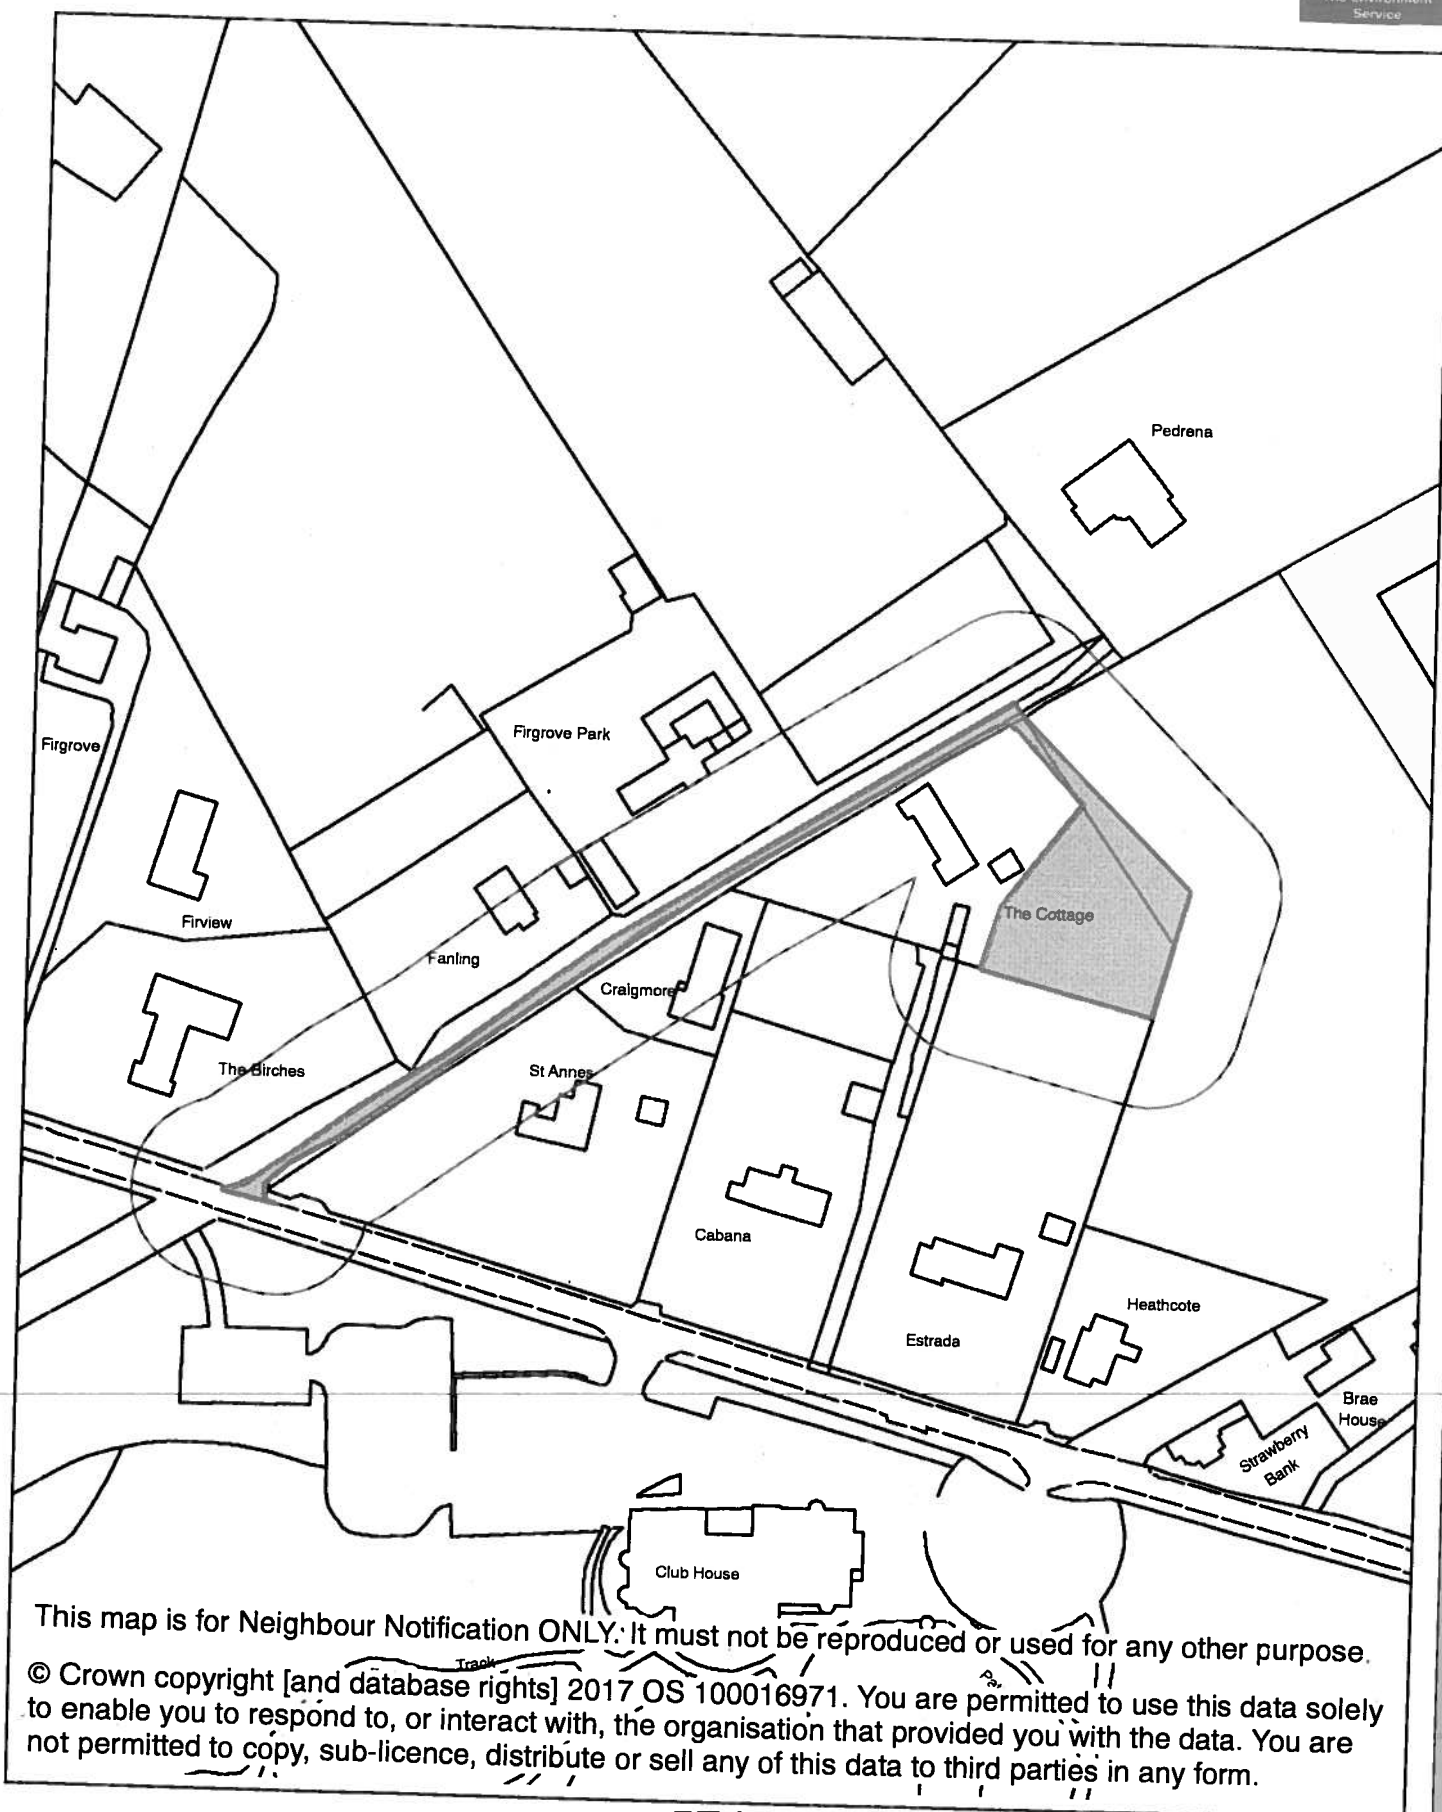 Service
Pedrena
Firgrove Park
Firgrove
The Cottage
Firview
Fanling
Craigmore
The Birches
St Annes
Cabana
Heathcote
Estrada
Brae
House
Strawberry
Bank
Club House
This map is for Neighbour Notification ONLY. It must not be reproduced or used for any other purpose.
Track
© Crown copyright [and database rights] 2017 OS 100016971. You are permitted to use this data solely
to enable you to respond to, or interact with, the organisation that provided you with the data. You are
not permitted to copy, sub-licence, distribute or sell any of this data to third parties in any form.